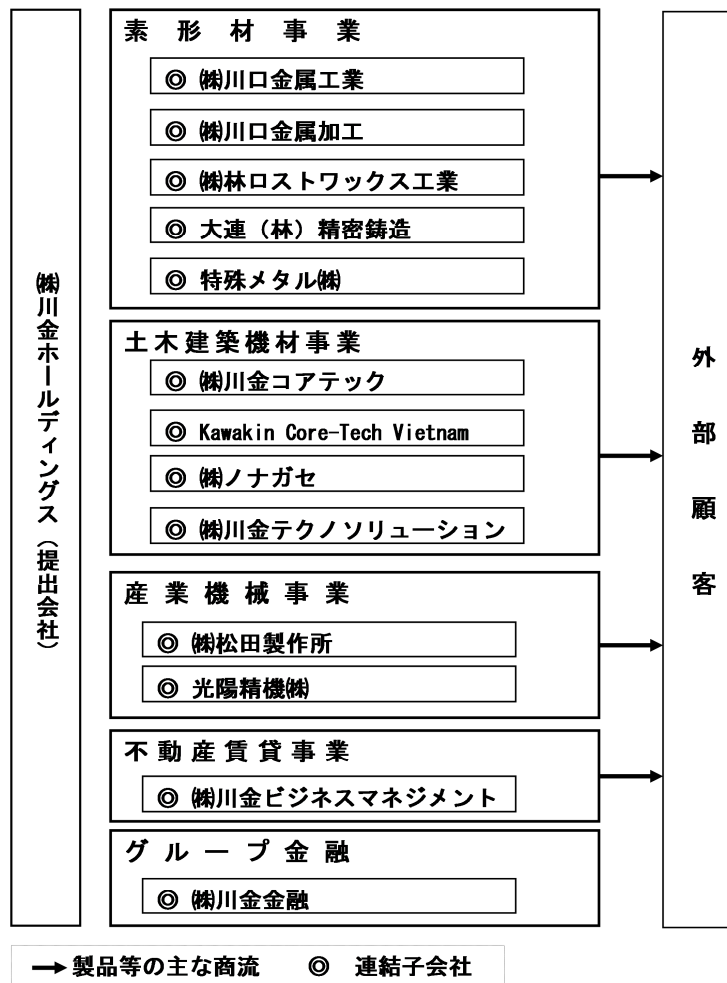 ㈱川金ホールディングス（提出会社）
素形材事業
◎ ㈱川口金属工業
◎ ㈱川口金属加工
◎ ㈱林ロストワックス工業
◎ 大連（林）精密鋳造
◎ 特殊メタル㈱
土木建築機材事業
◎ ㈱川金コアテック
◎ Kawakin Core-Tech Vietnam
◎ ㈱ノナガセ
◎ ㈱川金テクノソリューション
産業機械事業
◎ ㈱松田製作所
◎ 光陽精機㈱
不動産賃貸事業
◎ ㈱川金ビジネスマネジメント
グループ金融
◎ ㈱川金金融
外部顧客
→製品等の主な商流 ◎ 連結子会社